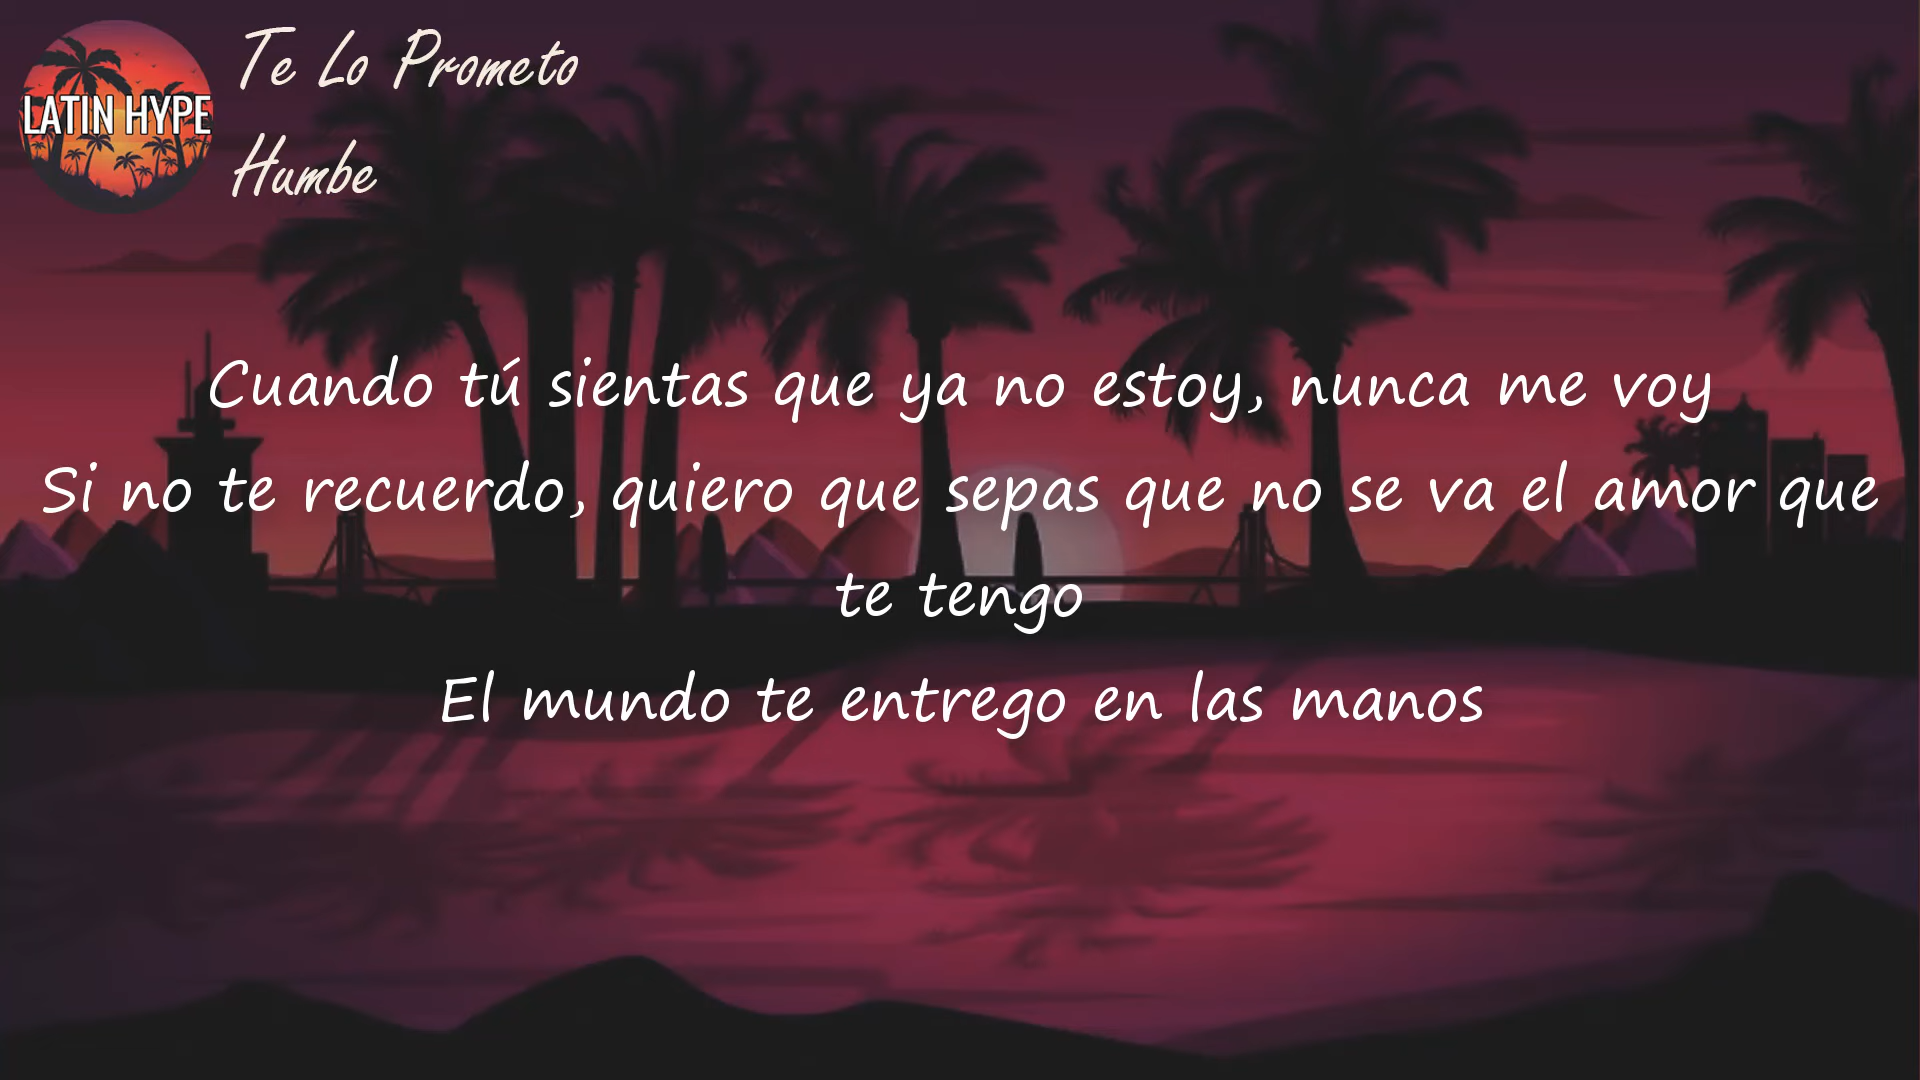 LATIN HYPE
Te Lo Prometo
Humbe
Cuando tú sientas que ya no estoy, nunca me voy
Si no te recuerdo, quiero que sepas que no se va el amor que
te tengo
El mundo te entrego en las manos